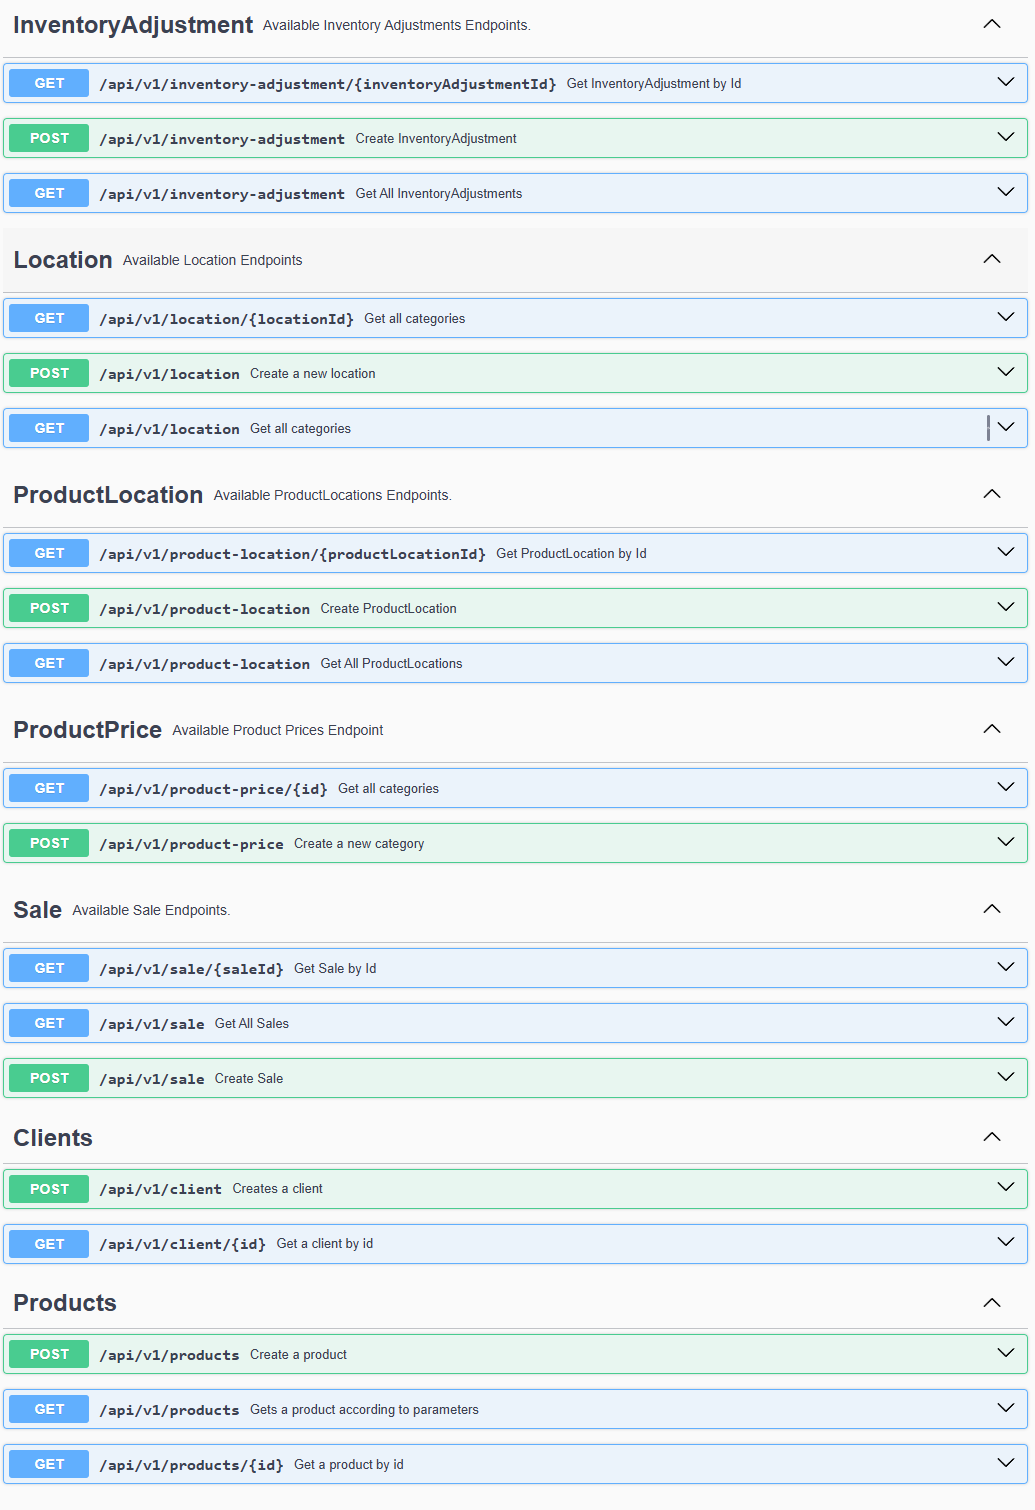 InventoryAdjustment Available Inventory Adjustments Endpoints.
GET /api/v1/inventory-adjustment/{inventoryAdjustmentId} Get InventoryAdjustment by Id
POST /api/v1/inventory-adjustment Create InventoryAdjustment
GET /api/v1/inventory-adjustment Get All InventoryAdjustments
Location Available Location Endpoints
GET /api/v1/location/{locationId} Get all categories
POST /api/v1/location Create a new location
GET /api/v1/location Get all categories
ProductLocation Available ProductLocations Endpoints.
GET /api/v1/product-location/{productLocationId} Get ProductLocation by Id
POST /api/v1/product-location Create ProductLocation
GET /api/v1/product-location Get All ProductLocations
ProductPrice Available Product Prices Endpoint
GET /api/v1/product-price/{id} Get all categories
POST /api/v1/product-price Create a new category
Sale Available Sale Endpoints.
GET /api/v1/sale/{saleId} Get Sale by Id
GET /api/v1/sale Get All Sales
POST /api/v1/sale Create Sale
Clients
POST /api/v1/client Creates a client
GET /api/v1/client/{id} Get a client by id
Products
POST /api/v1/products Create a product
GET /api/v1/products Gets a product according to parameters
GET /api/v1/products/{id} Get a product by id